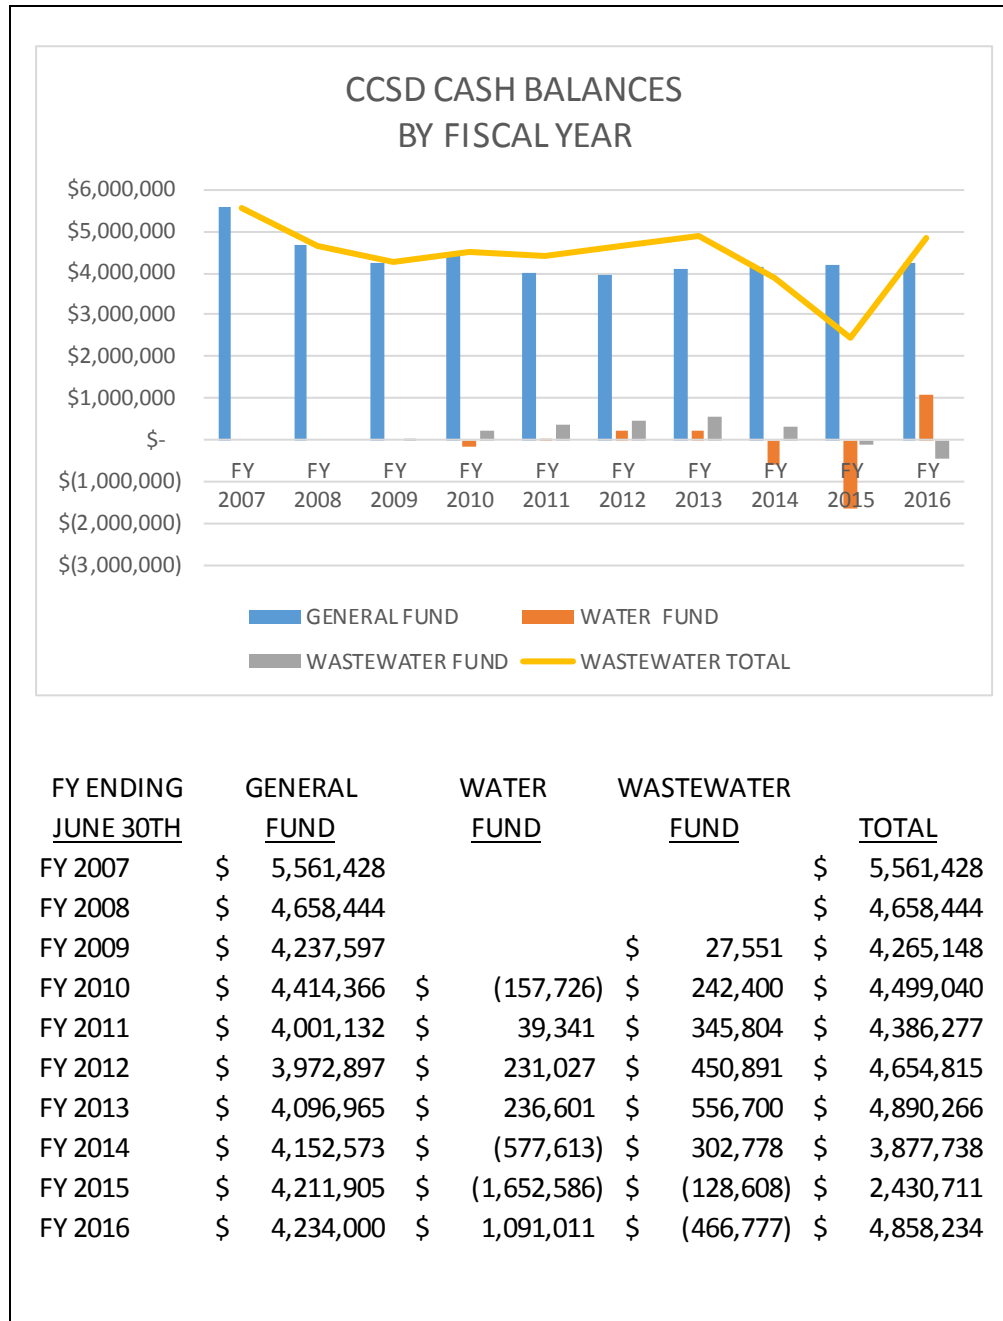 CCSD CASH BALANCES
BY FISCAL YEAR
$6,000,000
$5,000,000
$4,000,000
$3,000,000
$2,000,000
$1,000,000
$-
$(1,000,000)
$(2,000,000)
$(3,000,000)
FY FY FY FY FY FY FY FY FY FY
2007 2008 2009 2010 2011 2012 2013 2014 2015 2016
GENERAL FUND WATER FUND
WASTEWATER FUND WASTEWATER TOTAL
FY ENDING GENERAL WATER WASTEWATER
JUNE 30TH FUND FUND FUND TOTAL
FY 2007 $ 5,561,428 $ 5,561,428
FY 2008 $ 4,658,444 $ 4,658,444
FY 2009 $ 4,237,597 $ 27,551 $ 4,265,148
FY 2010 $ 4,414,366 $ (157,726) $ 242,400 $ 4,499,040
FY 2011 $ 4,001,132 $ 39,341 $ 345,804 $ 4,386,277
FY 2012 $ 3,972,897 $ 231,027 $ 450,891 $ 4,654,815
FY 2013 $ 4,096,965 $ 236,601 $ 556,700 $ 4,890,266
FY 2014 $ 4,152,573 $ (577,613) $ 302,778 $ 3,877,738
FY 2015 $ 4,211,905 $ (1,652,586) $ (128,608) $ 2,430,711
FY 2016 $ 4,234,000 $ 1,091,011 $ (466,777) $ 4,858,234